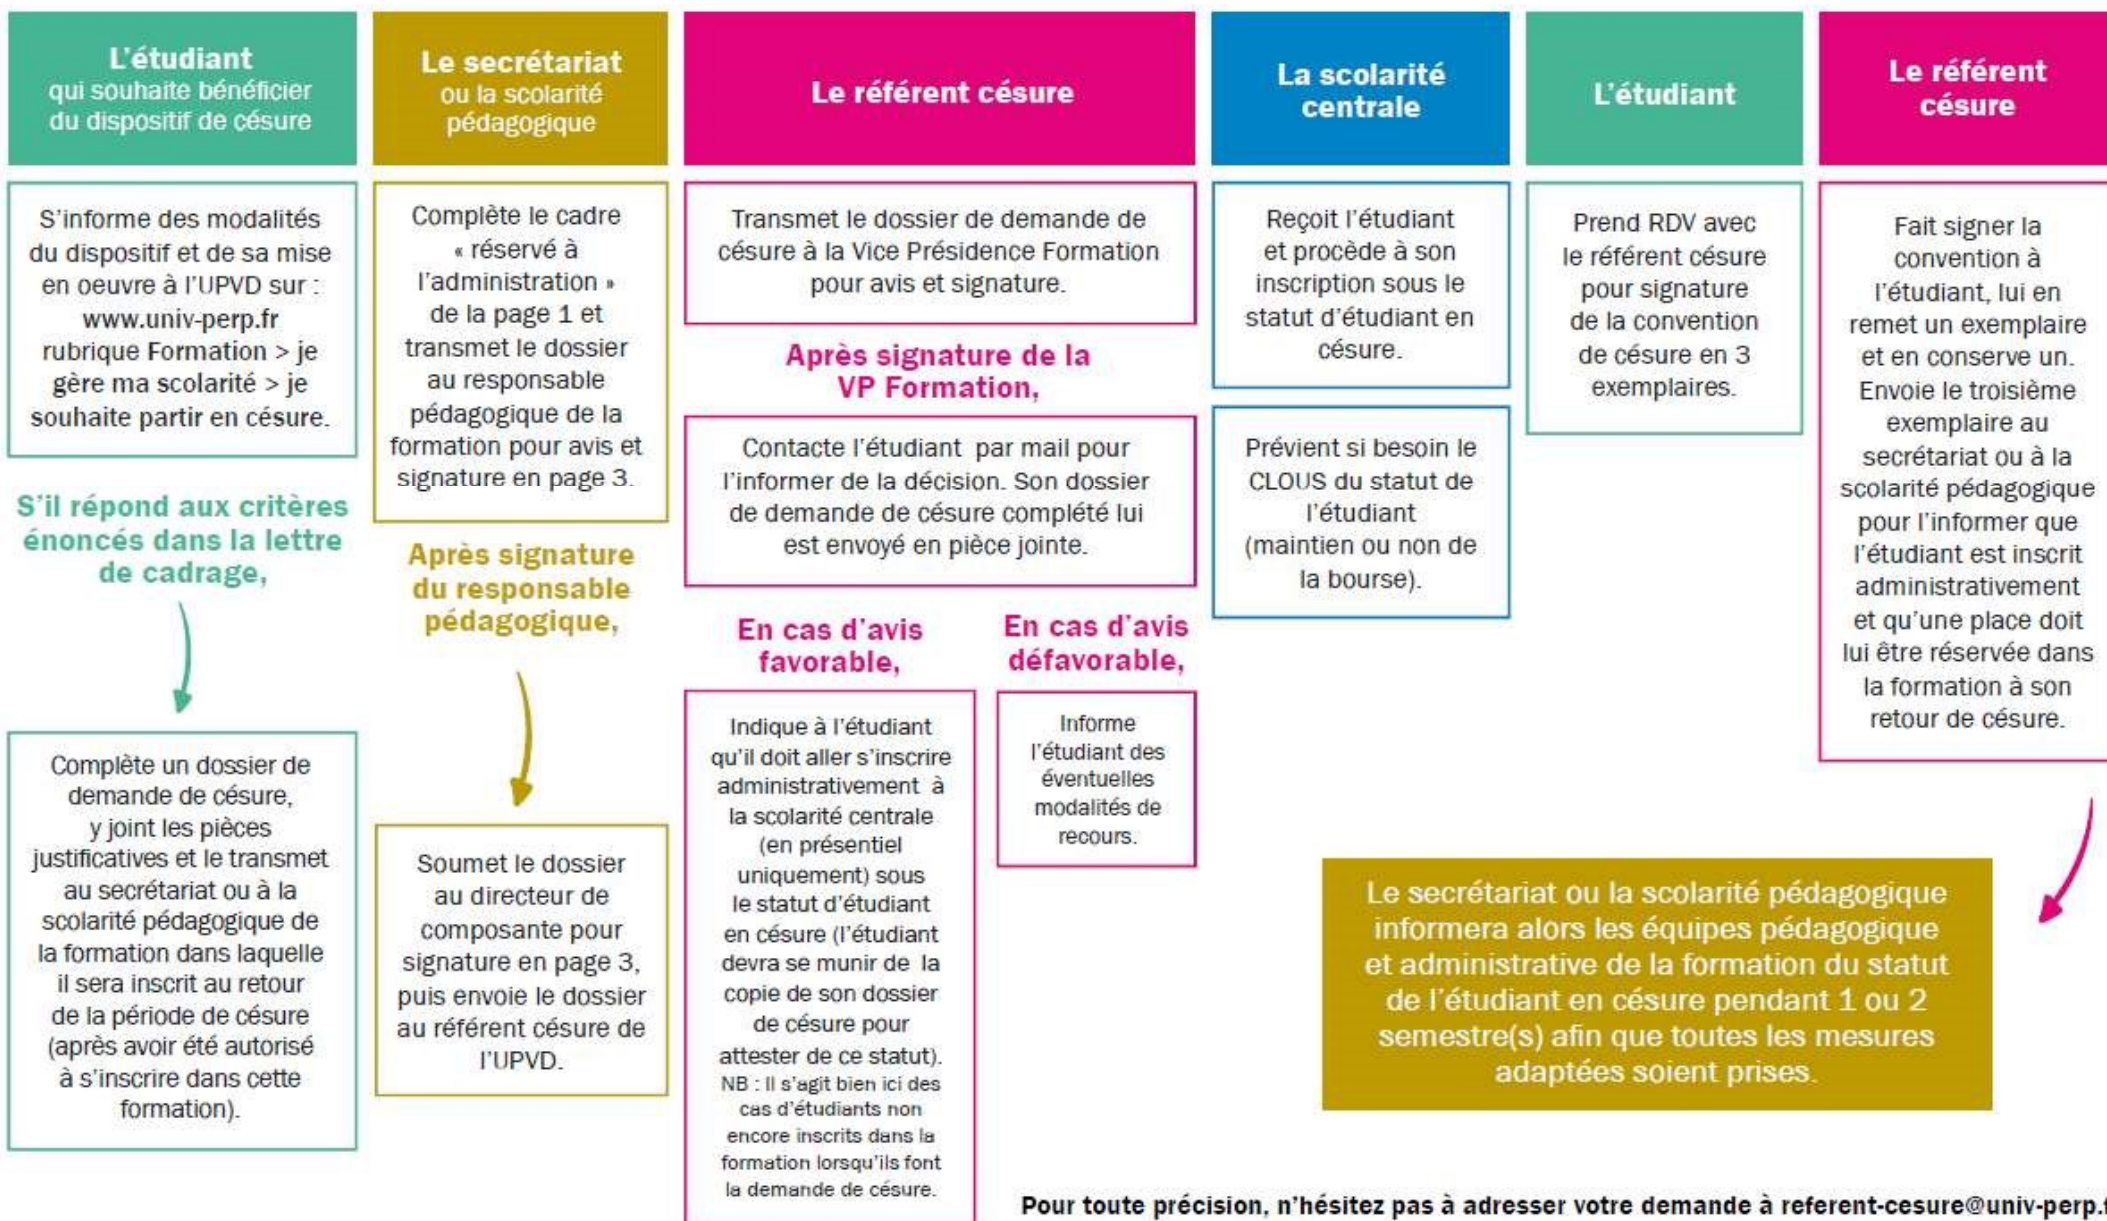 L'étudiant
qui souhaite bénéficier
du dispositif de césure
S'informe des modalités
du dispositif et de sa mise
en oeuvre à l'UPVD sur :
www.univ-perp.fr
rubrique Formation > je
gère ma scolarité > je
souhaite partir en césure.
S'il répond aux critères
énoncés dans la lettre
de cadrage,
Complète un dossier de
demande de césure,
y joint les pièces
justificatives et le transmet
au secrétariat ou à la
scolarité pédagogique de
la formation dans laquelle
il sera inscrit au retour
de la période de césure
(après avoir été autorisé
à s'inscrire dans cette
formation).
Le secrétariat
ou la scolarité
pédagogique
Complète le cadre
« réservé à
l'administration »
de la page 1 et
transmet le dossier
au responsable
pédagogique de la
formation pour avis et
signature en page 3.
Après signature
du responsable
pédagogique,
Soumet le dossier
au directeur de
composante pour
signature en page 3,
puis envoie le dossier
au référent césure de
l'UPVD.
Le référent césure
Transmet le dossier de demande de
césure à la Vice Présidence Formation
pour avis et signature.
Après signature de la
VP Formation,
Contacte l'étudiant par mail pour
l'informer de la décision. Son dossier
de demande de césure complété lui
est envoyé en pièce jointe.
En cas d'avis
favorable,
Indique à l'étudiant
qu'il doit aller s'inscrire
administrativement à
la scolarité centrale
(en présentiel
uniquement) sous
le statut d'étudiant
en césure (l'étudiant
devra se munir de la
copie de son dossier
de césure pour
attester de ce statut).
NB : Il s'agit bien ici des
cas d'étudiants non
encore inscrits dans la
formation lorsqu'ils font
la demande de césure.
En cas d'avis
défavorable,
Informe
l'étudiant des
éventuelles
modalités de
recours.
La scolarité
centrale
Reçoit l'étudiant
et procède à son
inscription sous le
statut d'étudiant en
césure.
Prévient si besoin le
CLOUS du statut de
l'étudiant
(maintien ou non de
la bourse).
L'étudiant
Prend RDV avec
le référent césure
pour signature
de la convention
de césure en 3
exemplaires.
Le référent
césure
Fait signer la
convention à
l'étudiant, lui en
remet un exemplaire
et en conserve un.
Envoie le troisième
exemplaire au
secrétariat ou à la
scolarité pédagogique
pour l'informer que
l'étudiant est inscrit
administrativement
et qu'une place doit
lui être réservée dans
la formation à son
retour de césure.
Le secrétariat ou la scolarité pédagogique
informera alors les équipes pédagogique
et administrative de la formation du statut
de l'étudiant en césure pendant 1 ou 2
semestre(s) afin que toutes les mesures
adaptées soient prises.
Pour toute précision, n'hésitez pas à adresser votre demande à referent-cesure@univ-perp.f